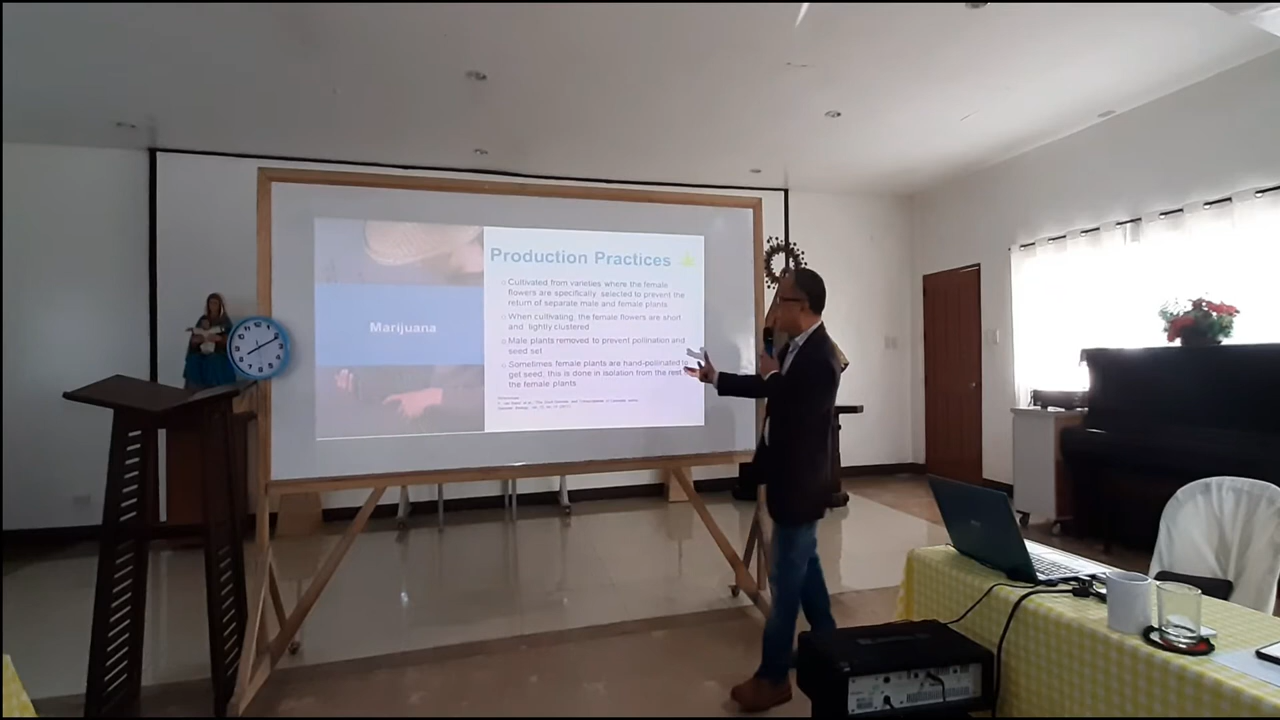 Production Practices
Marijuana
Cultivated from varieties where the female
flowers are specifically selected to prevent the
return of separate male and female plants
When cultivating, the female flowers are short
and tightly clustered
Male plants removed to prevent pollination and
seed set
Sometimes female plants are hand-pollinated to
get seed, this is done in isolation from the rest
the female plants